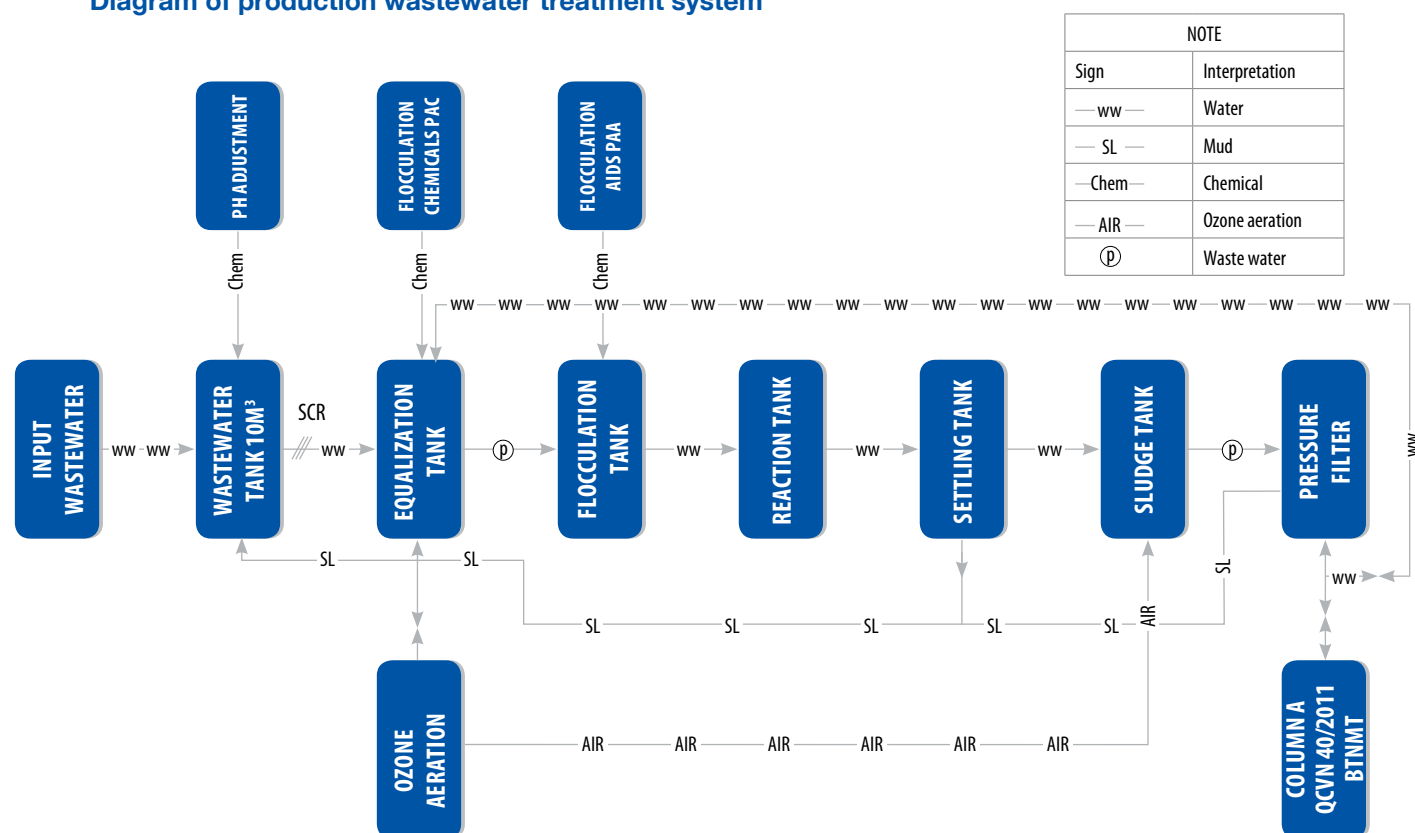 Diagram of production wastewater treatment system
NOTE
Sign Interpretation
WW Water
SL Mud
Chem Chemical
AIR Ozone aeration
p Waste water
PH ADJUSTMENT
FLOCCULATION
CHEMICALS PAC
FLOCCULATION
AIDS PAA
Chem
Chem
Chem
WW WW WW WW WW WW WW WW WW WW WW WW WW WW WW WW WW WW WW WW
INPUT
WASTEWATER
WW WW
WASTEWATER
TANK 10M³
SCR
WW
EQUALIZATION
TANK
p
FLOCCULATION
TANK
WW
REACTION TANK
WW
SETTLING TANK
WW
SLUDGE TANK
p
PRESSURE
FILTER
WW
SL SL
SL
WW
SL SL SL SL SL
AIR
OZONE
AERATION
AIR AIR AIR AIR AIR AIR
COLUMN A
QCVN 40/2011
BTNMT